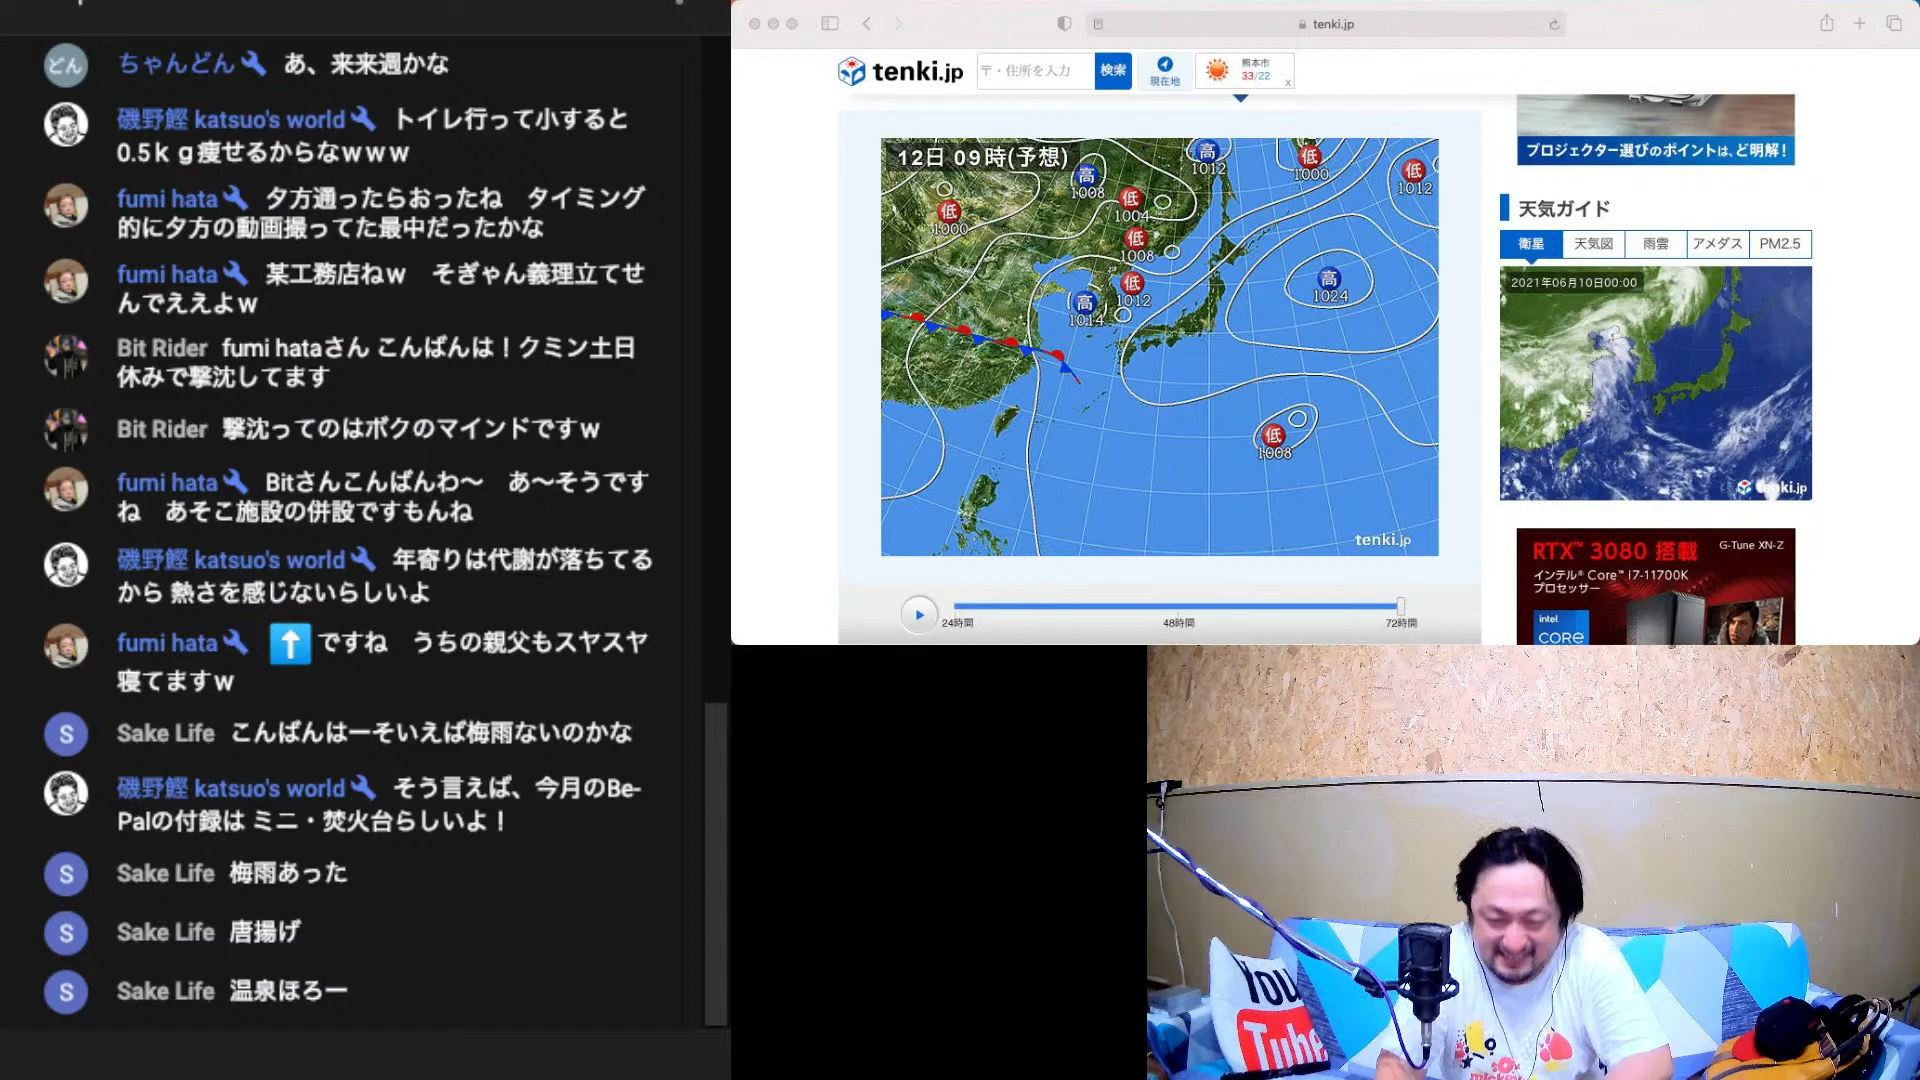 どん ちゃんどん あ、来来週かな
磯野鰹 katsuo's world トイレ行って小すると
0.5ｋｇ痩せるからなｗｗｗ
fumi hata 夕方通ったらおったね　タイミング
的に夕方の動画撮ってた最中だったかな
fumi hata 某工務店ねｗ　そぎゃん義理立てせ
んでええよｗ
Bit Rider fumi hataさん こんばんは！クミン土日
休みで撃沈してます
Bit Rider 撃沈ってのはボクのマインドですｗ
fumi hata Bitさんこんばんわ〜　あ〜そうです
ね　あそこ施設の併設ですもんね
磯野鰹 katsuo's world 年寄りは代謝が落ちてる
から 熱さを感じないらしいよ
fumi hata ⬆️ ですね　うちの親父もスヤスヤ
寝てますｗ
S Sake Life こんばんはーそいえば梅雨ないのかな
磯野鰹 katsuo's world そう言えば、今月のBe-
Palの付録は ミニ・焚火台らしいよ！
S Sake Life 梅雨あった
S Sake Life 唐揚げ
S Sake Life 温泉ほろー
tenki.jp
tenki.jp 〒・住所を入力 検索 現在地 熊本市 33/22 x
12日 09時(予想)
高 1008
高 1012
低 1000
低 1012
低 1000
低 1004
低 1008
低 1012
高 1014
高 1024
低 1008
tenki.jp
24時間 48時間 72時間
プロジェクター選びのポイントは、ど明解！
天気ガイド
衛星 天気図 雨雲 アメダス PM2.5
2021年06月10日00:00
tenki.jp
RTX™ 3080 搭載 G-Tune XN-Z
インテル® Core™ i7-11700K
プロセッサー
intel.
CORE
You
Tube